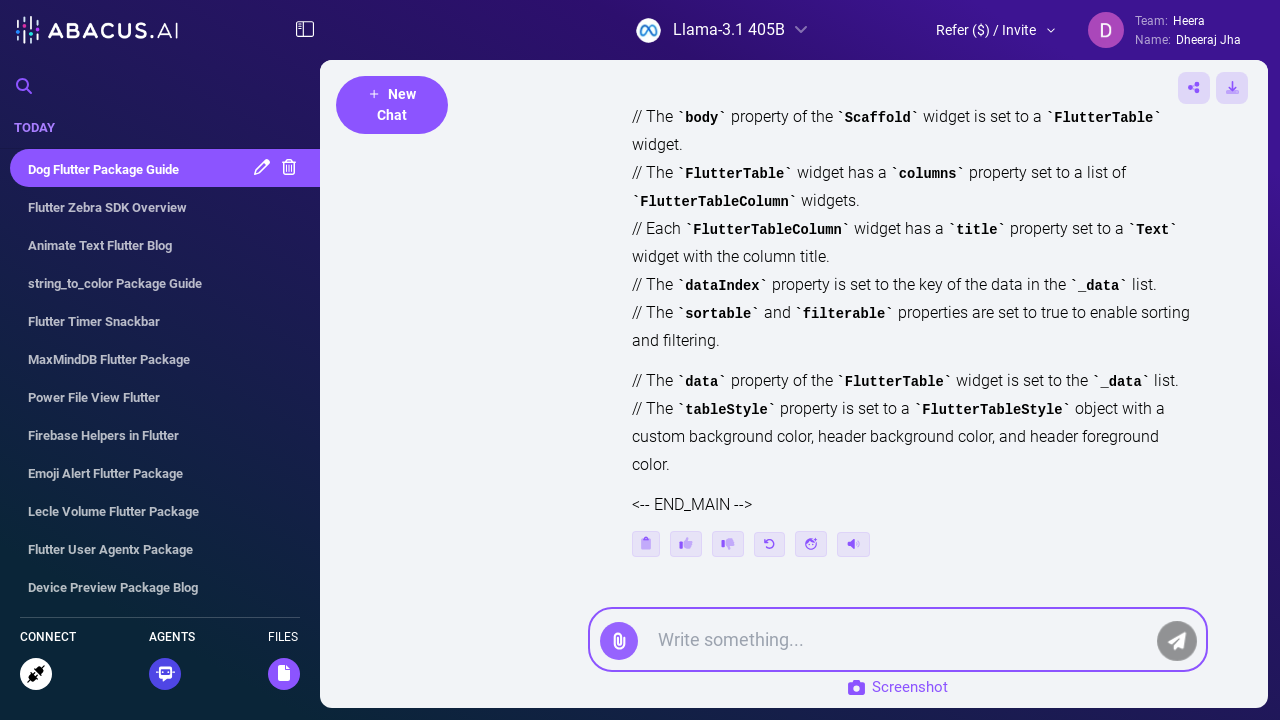 ABACUS.AI
Llama-3.1 405B
Refer ($) / Invite
D
Team: Heera
Name: Dheeraj Jha
TODAY
Dog Flutter Package Guide
Flutter Zebra SDK Overview
Animate Text Flutter Blog
string_to_color Package Guide
Flutter Timer Snackbar
MaxMindDB Flutter Package
Power File View Flutter
Firebase Helpers in Flutter
Emoji Alert Flutter Package
Lecle Volume Flutter Package
Flutter User Agentx Package
Device Preview Package Blog
CONNECT
AGENTS
FILES
+ New
Chat
// The `body` property of the `Scaffold` widget is set to a `FlutterTable`
widget.
// The `FlutterTable` widget has a `columns` property set to a list of
`FlutterTableColumn` widgets.
// Each `FlutterTableColumn` widget has a `title` property set to a `Text`
widget with the column title.
// The `dataIndex` property is set to the key of the data in the `_data` list.
// The `sortable` and `filterable` properties are set to true to enable sorting
and filtering.
// The `data` property of the `FlutterTable` widget is set to the `_data` list.
// The `tableStyle` property is set to a `FlutterTableStyle` object with a
custom background color, header background color, and header foreground
color.
<-- END_MAIN -->
Write something...
Screenshot